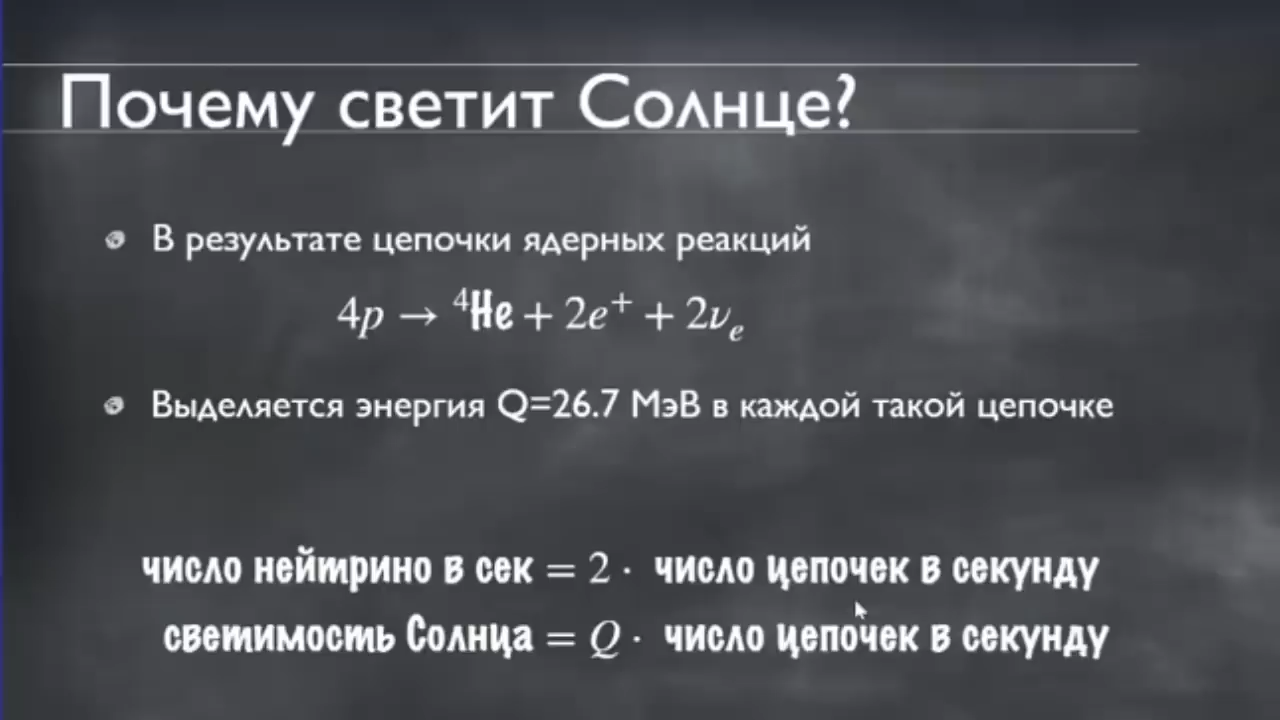 Почему светит Солнце?
В результате цепочки ядерных реакций
4p → ⁴He + 2e⁺ + 2νₑ
Выделяется энергия Q=26.7 МэВ в каждой такой цепочке
число нейтрино в сек = 2 · число цепочек в секунду
светимость Солнца = Q · число цепочек в секунду